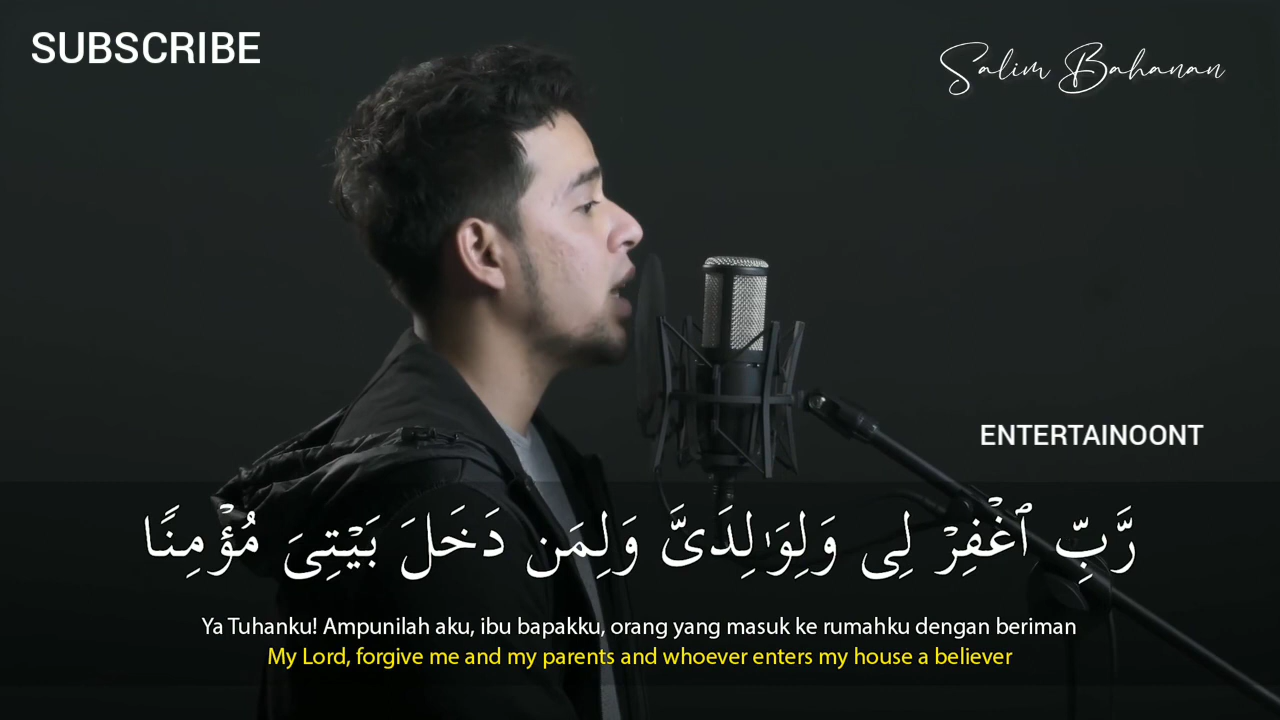 SUBSCRIBE
Salim Bahanan
ENTERTAINOONT
رَّبِّ ٱغْفِرْ لِى وَلِوَٰلِدَىَّ وَلِمَن دَخَلَ بَيْتِىَ مُؤْمِنًا
Ya Tuhanku! Ampunilah aku, ibu bapakku, orang yang masuk ke rumahku dengan beriman
My Lord, forgive me and my parents and whoever enters my house a believer